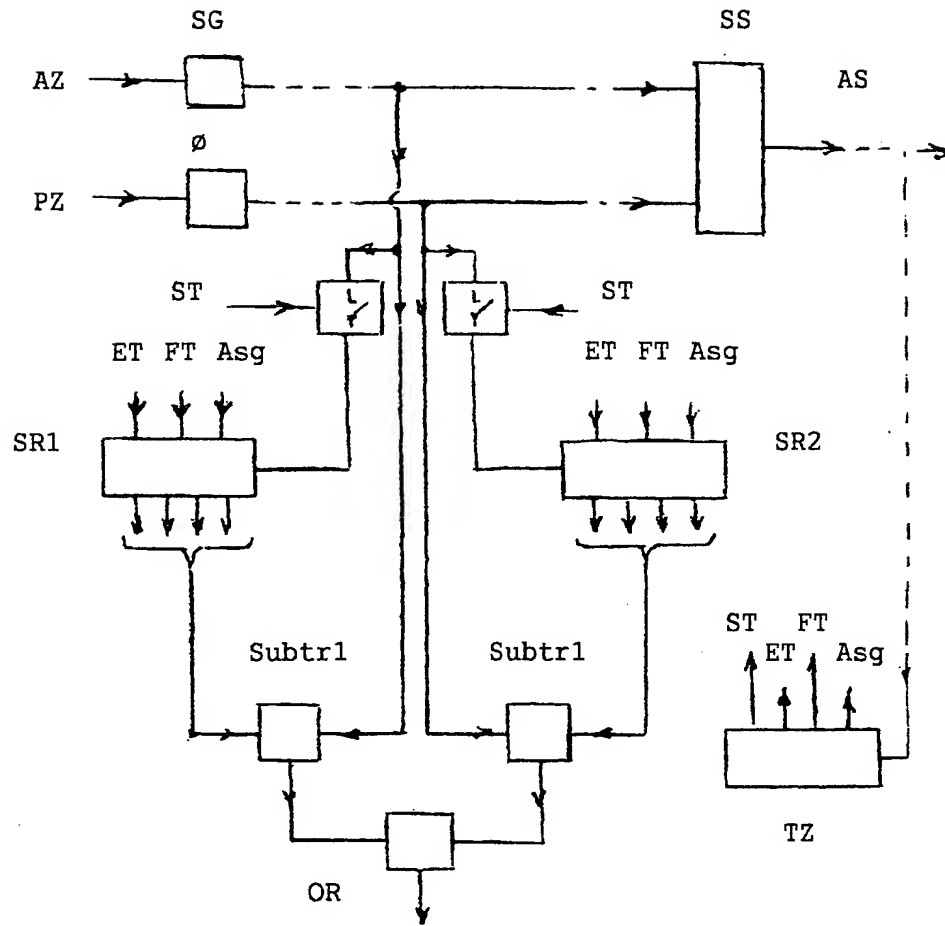 SG SS
AZ AS
ø
PZ
ST ST
ET FT Asg ET FT Asg
SR1 SR2
ST FT
Subtr1 Subtr1 ET Asg
TZ
OR